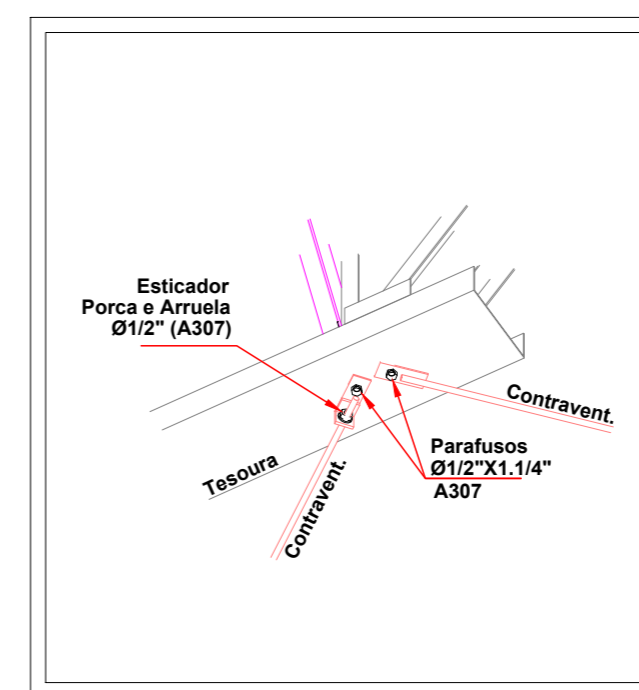 Esticador
Porca e Arruela
Ø1/2" (A307)
Contravent.
Parafusos
Ø1/2"X1.1/4"
A307
Tesoura
Contravent.